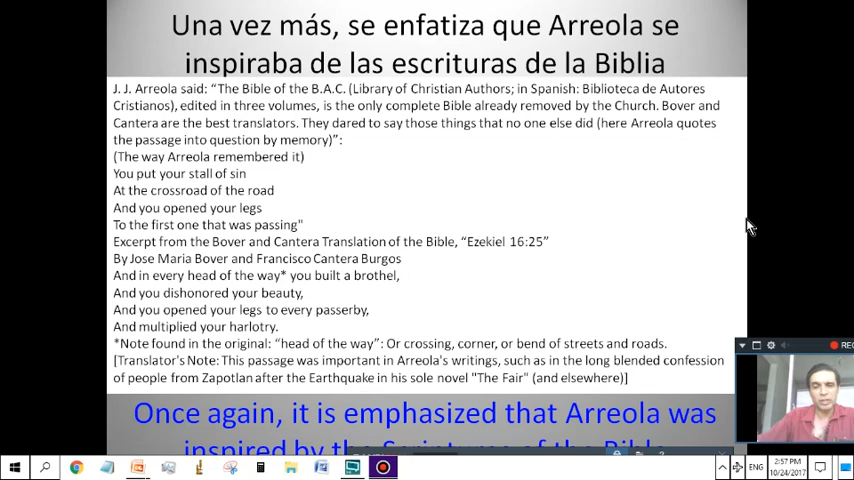 Una vez más, se enfatiza que Arreola se
inspiraba de las escrituras de la Biblia
J. J. Arreola said: “The Bible of the B.A.C. (Library of Christian Authors; in Spanish: Biblioteca de Autores
Cristianos), edited in three volumes, is the only complete Bible already removed by the Church. Bover and
Cantera are the best translators. They dared to say those things that no one else did (here Arreola quotes
the passage into question by memory)”:
(The way Arreola remembered it)
You put your stall of sin
At the crossroad of the road
And you opened your legs
To the first one that was passing"
Excerpt from the Bover and Cantera Translation of the Bible, “Ezekiel 16:25”
By Jose Maria Bover and Francisco Cantera Burgos
And in every head of the way* you built a brothel,
And you dishonored your beauty,
And you opened your legs to every passerby,
And multiplied your harlotry.
*Note found in the original: “head of the way”: Or crossing, corner, or bend of streets and roads.
[Translator's Note: This passage was important in Arreola's writings, such as in the long blended confession
of people from Zapotlan after the Earthquake in his sole novel "The Fair" (and elsewhere)]
Once again, it is emphasized that Arreola was
inspired by the Scriptures of the Bible
REC
ENG
2:57 PM
10/24/2017